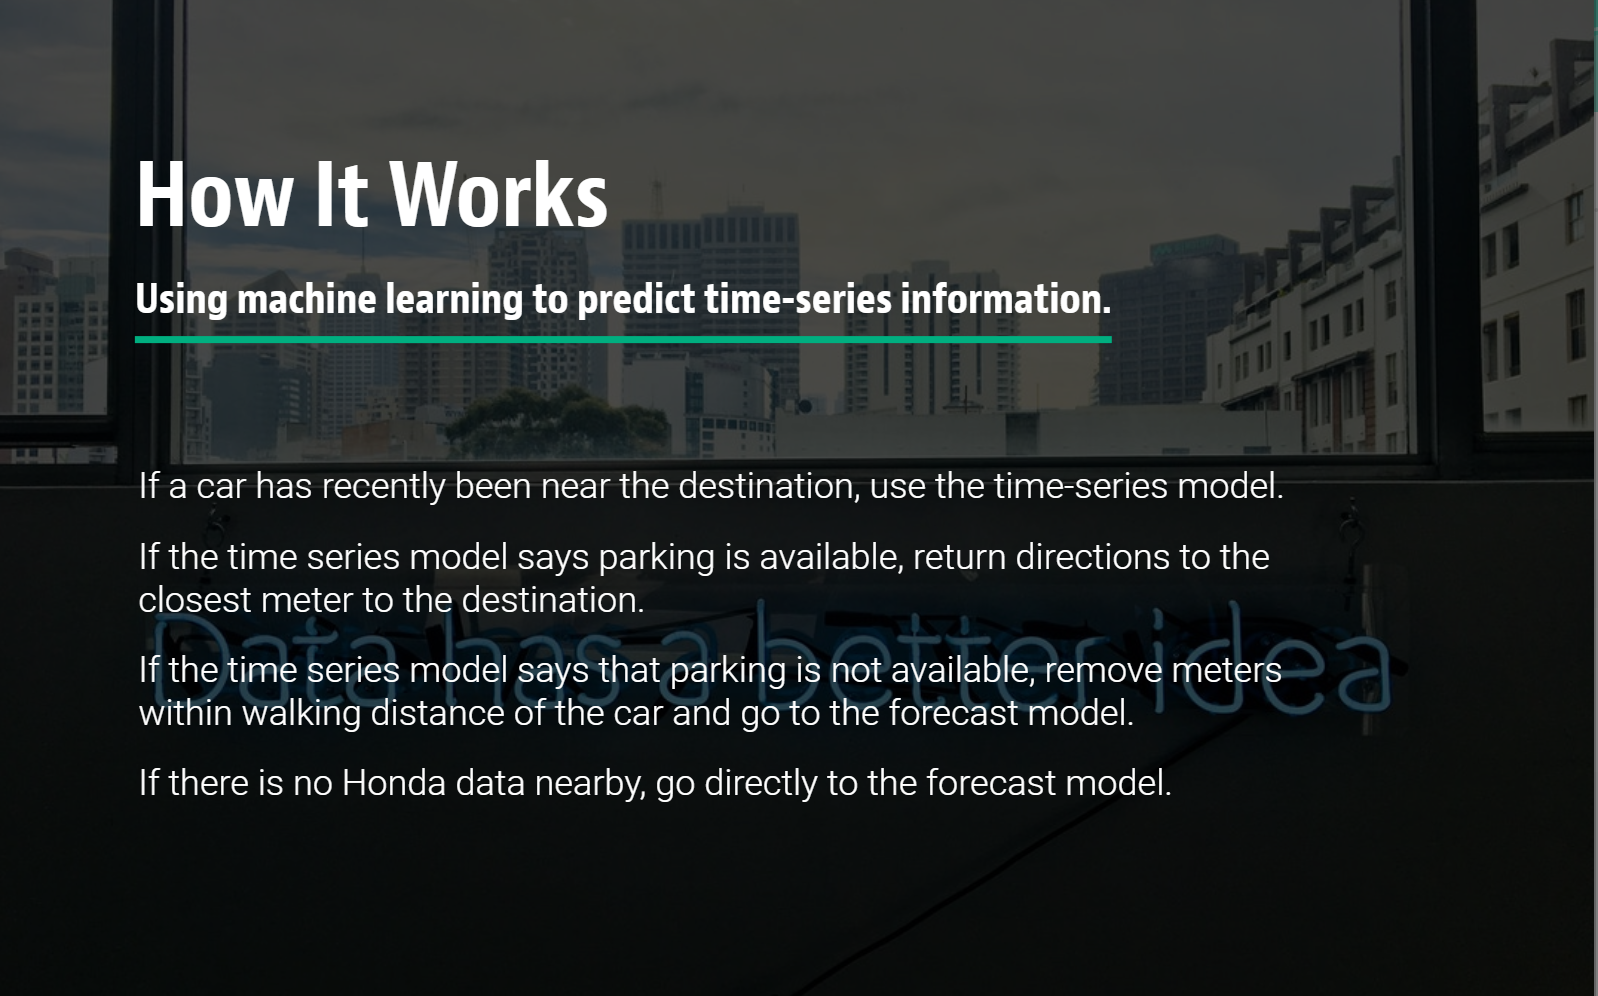 How It Works
Using machine learning to predict time-series information.
If a car has recently been near the destination, use the time-series model.
If the time series model says parking is available, return directions to the
closest meter to the destination.
Data has a better idea
If the time series model says that parking is not available, remove meters
within walking distance of the car and go to the forecast model.
If there is no Honda data nearby, go directly to the forecast model.